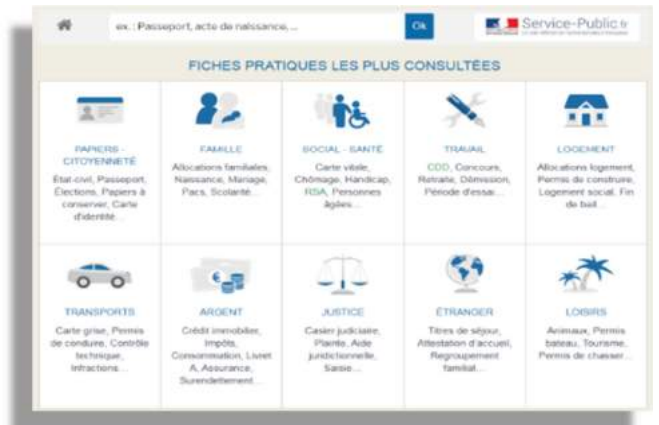 ex. : Passeport, acte de naissance, ...
Ok
Service-Public.fr
FICHES PRATIQUES LES PLUS CONSULTÉES
PAPIERS -
CITOYENNETÉ
État-civil, Passeport,
Élections, Papiers à
conserver, Carte
d'identité...
FAMILLE
Allocations familiales,
Naissance, Mariage,
Pacs, Scolarité...
SOCIAL - SANTÉ
Carte vitale,
Chômage, Handicap,
RSA, Personnes
âgées...
TRAVAIL
CDD, Concours,
Retraite, Démission,
Période d'essai...
LOGEMENT
Allocations logement,
Permis de construire,
Logement social, Fin
de bail...
TRANSPORTS
Carte grise, Permis
de conduire, Contrôle
technique,
Infractions...
ARGENT
Crédit immobilier,
Impôts,
Consommation, Livret
A, Assurance,
Surendettement...
JUSTICE
Casier judiciaire,
Plainte, Aide
juridictionnelle,
Saisie...
ÉTRANGER
Titres de séjour,
Attestation d'accueil,
Regroupement
familial...
LOISIRS
Animaux, Permis
bateau, Tourisme,
Permis de chasser...